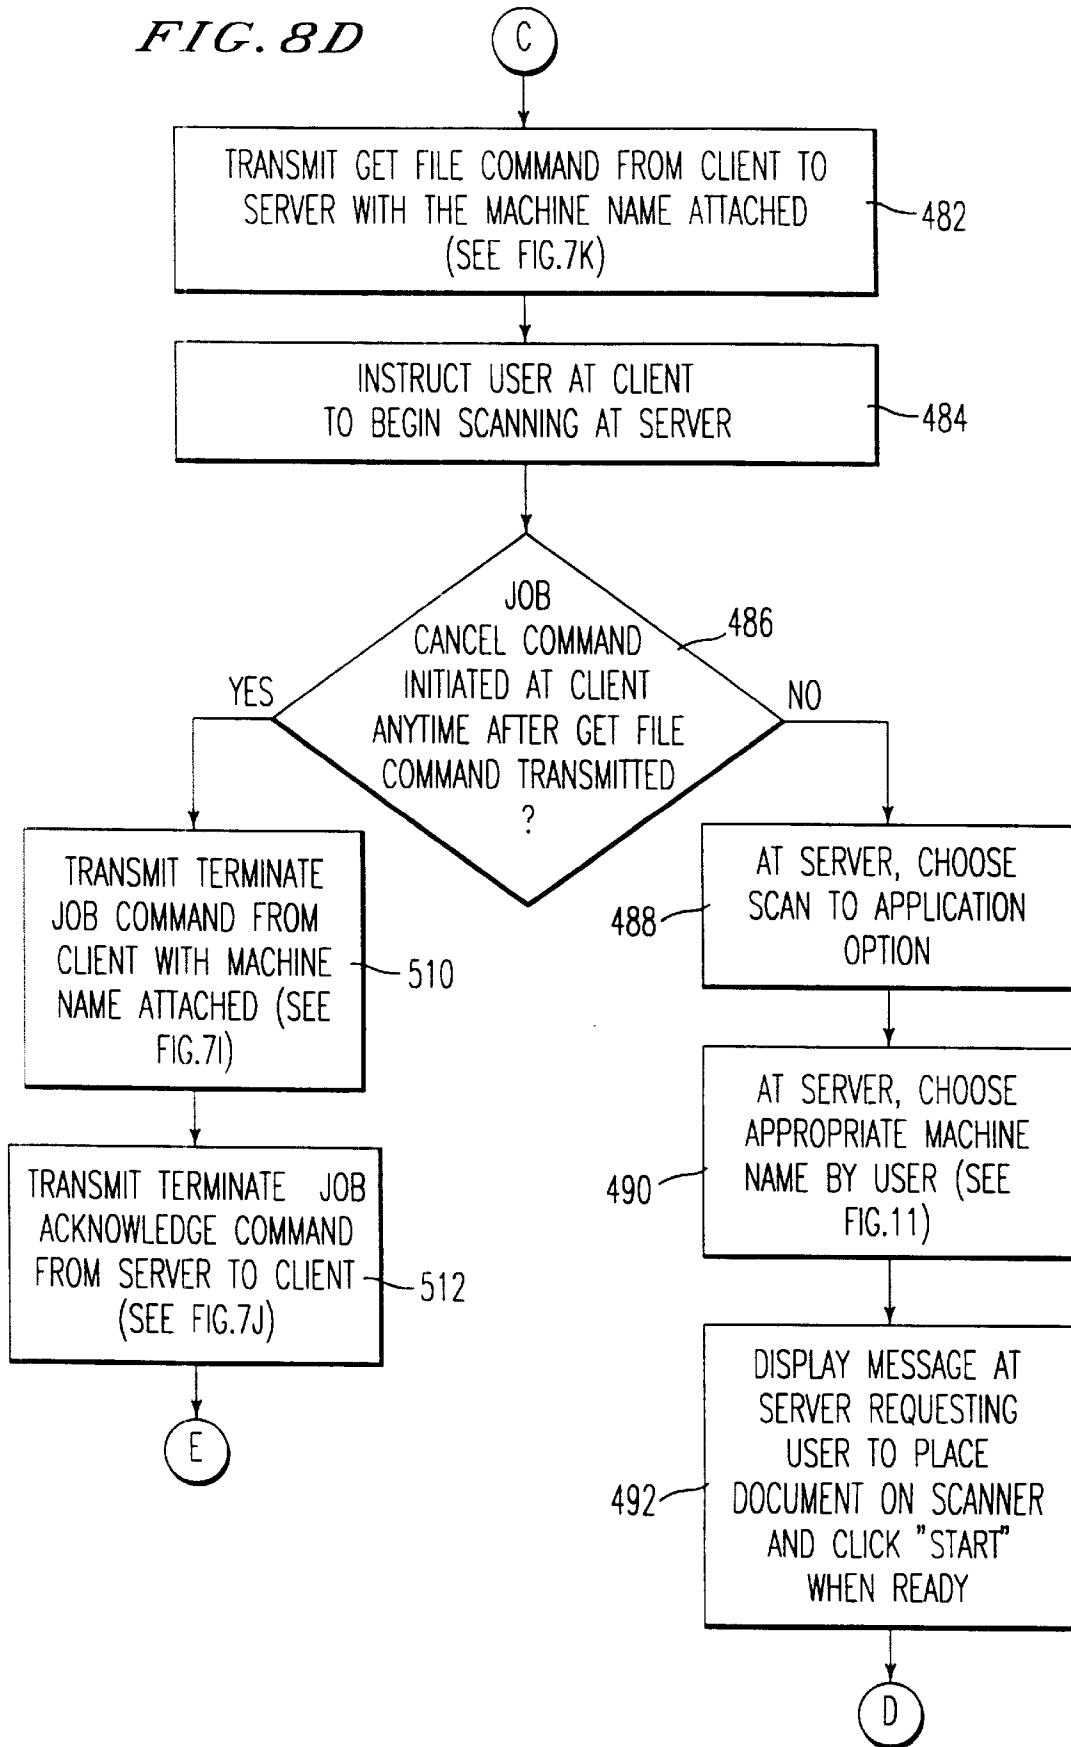 FIG. 8D
C
TRANSMIT GET FILE COMMAND FROM CLIENT TO
SERVER WITH THE MACHINE NAME ATTACHED
(SEE FIG.7K)
482
INSTRUCT USER AT CLIENT
TO BEGIN SCANNING AT SERVER
484
JOB
CANCEL COMMAND
INITIATED AT CLIENT
ANYTIME AFTER GET FILE
COMMAND TRANSMITTED
?
486
YES
NO
TRANSMIT TERMINATE
JOB COMMAND FROM
CLIENT WITH MACHINE
NAME ATTACHED (SEE
FIG.7I)
510
TRANSMIT TERMINATE JOB
ACKNOWLEDGE COMMAND
FROM SERVER TO CLIENT
(SEE FIG.7J)
512
E
AT SERVER, CHOOSE
SCAN TO APPLICATION
OPTION
488
AT SERVER, CHOOSE
APPROPRIATE MACHINE
NAME BY USER (SEE
FIG.11)
490
DISPLAY MESSAGE AT
SERVER REQUESTING
USER TO PLACE
DOCUMENT ON SCANNER
AND CLICK "START"
WHEN READY
492
D